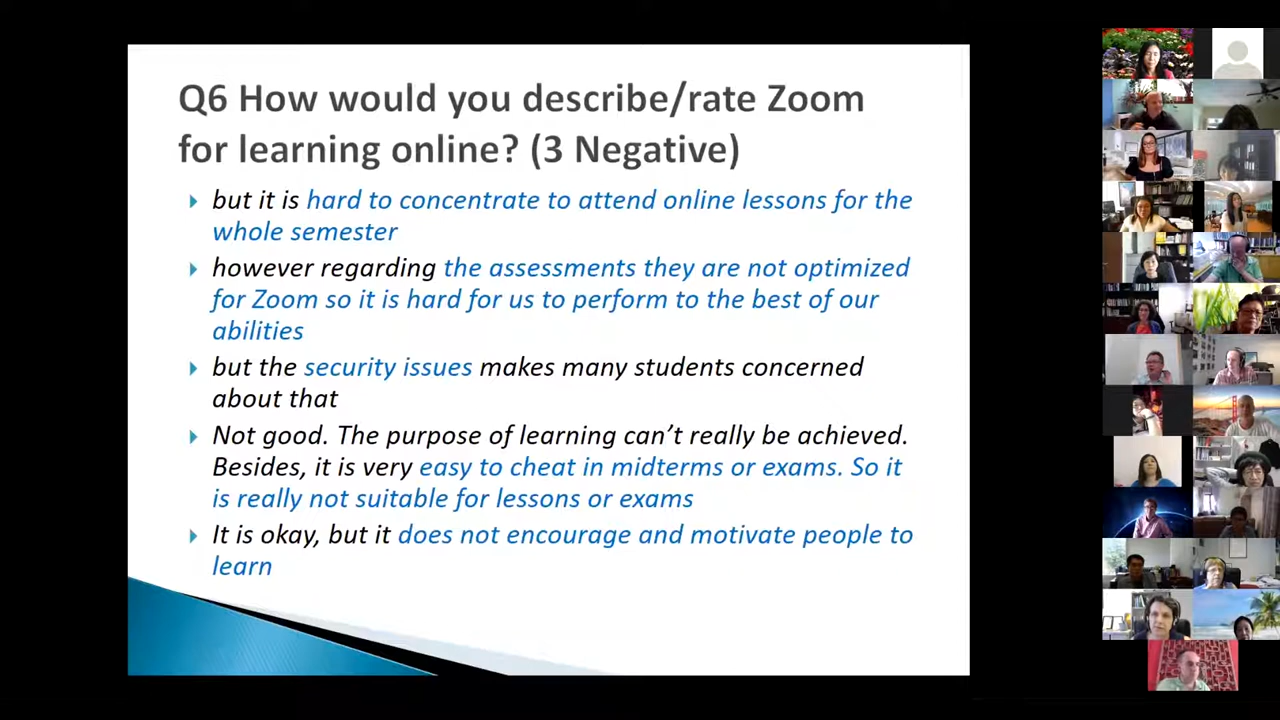 Q6 How would you describe/rate Zoom
for learning online? (3 Negative)
but it is hard to concentrate to attend online lessons for the
whole semester
however regarding the assessments they are not optimized
for Zoom so it is hard for us to perform to the best of our
abilities
but the security issues makes many students concerned
about that
Not good. The purpose of learning can't really be achieved.
Besides, it is very easy to cheat in midterms or exams. So it
is really not suitable for lessons or exams
It is okay, but it does not encourage and motivate people to
learn